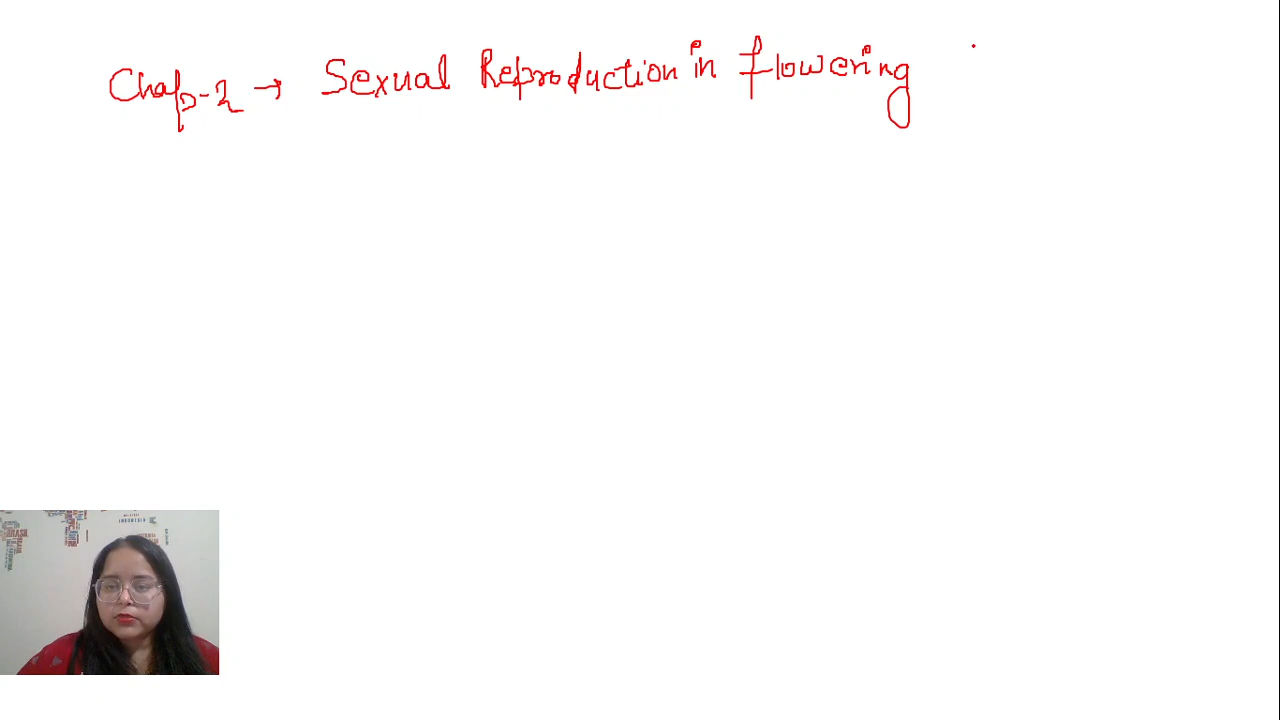 Chap-2 → Sexual Reproduction in flowering